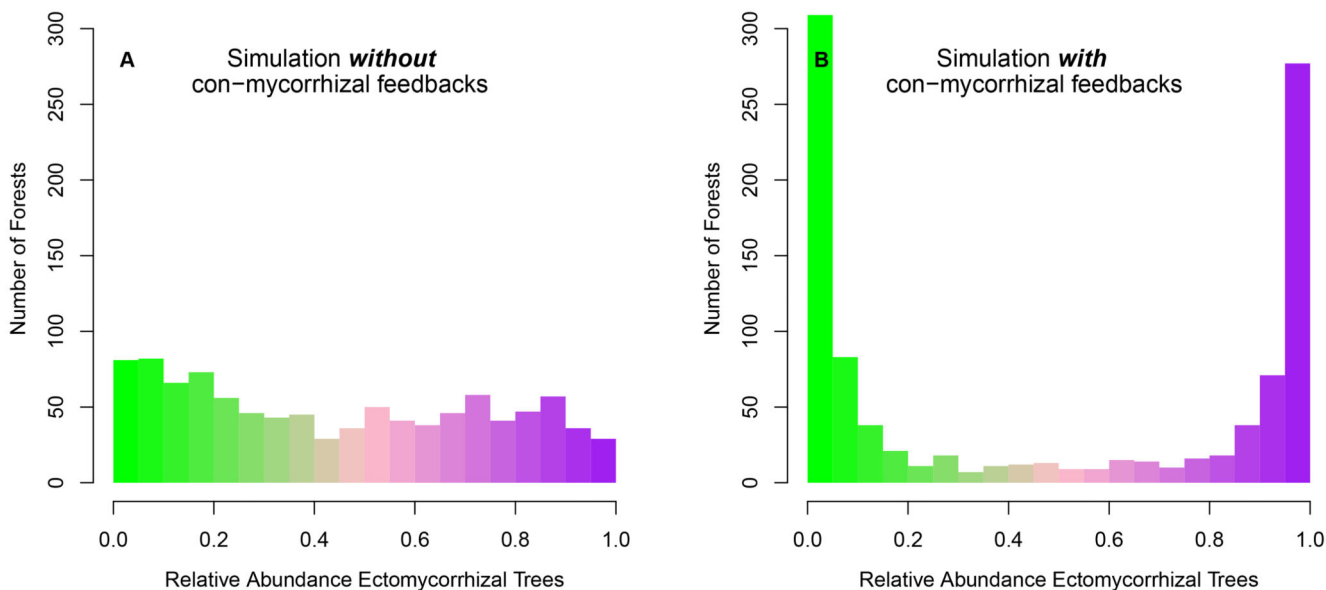 A
Simulation without
con−mycorrhizal feedbacks
Number of Forests
0
50
100
150
200
250
300
0.0 0.2 0.4 0.6 0.8 1.0
Relative Abundance Ectomycorrhizal Trees
B
Simulation with
con−mycorrhizal feedbacks
Number of Forests
0
50
100
150
200
250
300
0.0 0.2 0.4 0.6 0.8 1.0
Relative Abundance Ectomycorrhizal Trees